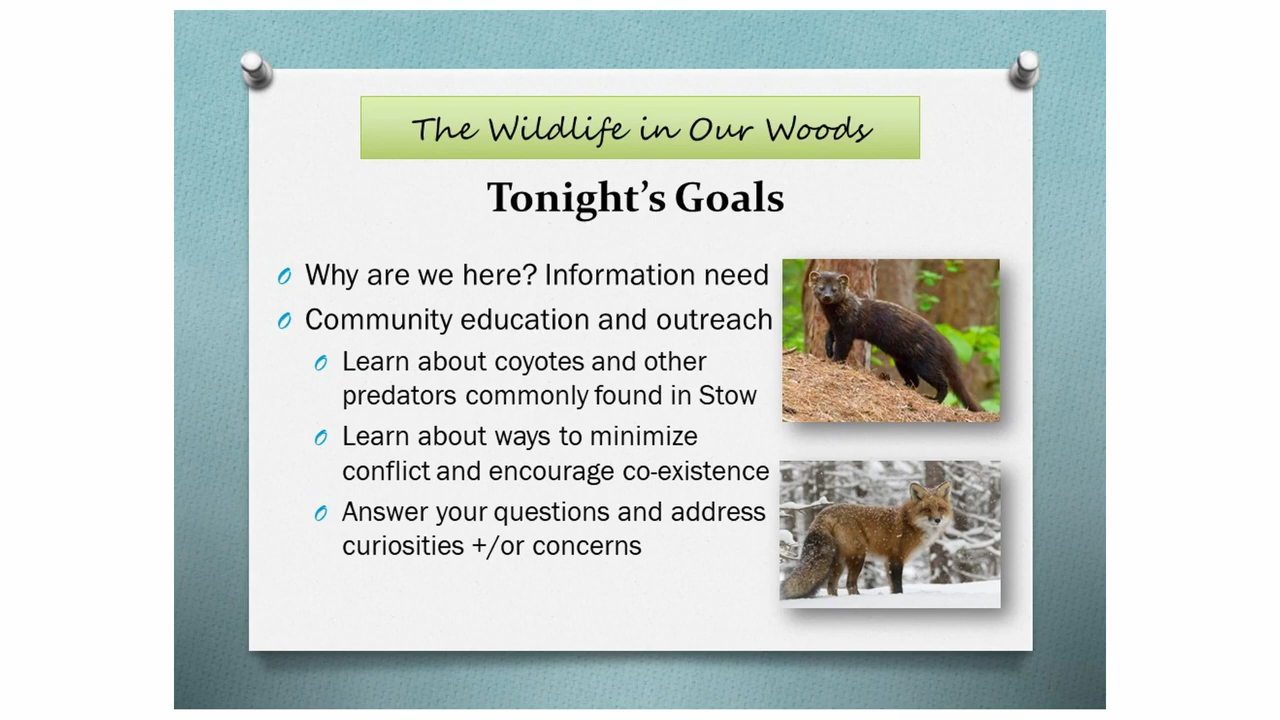 The Wildlife in Our Woods
Tonight's Goals
Why are we here? Information need
Community education and outreach
Learn about coyotes and other
predators commonly found in Stow
Learn about ways to minimize
conflict and encourage co-existence
Answer your questions and address
curiosities +/or concerns